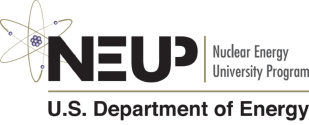 NEUP
Nuclear Energy
University Program
U.S. Department of Energy